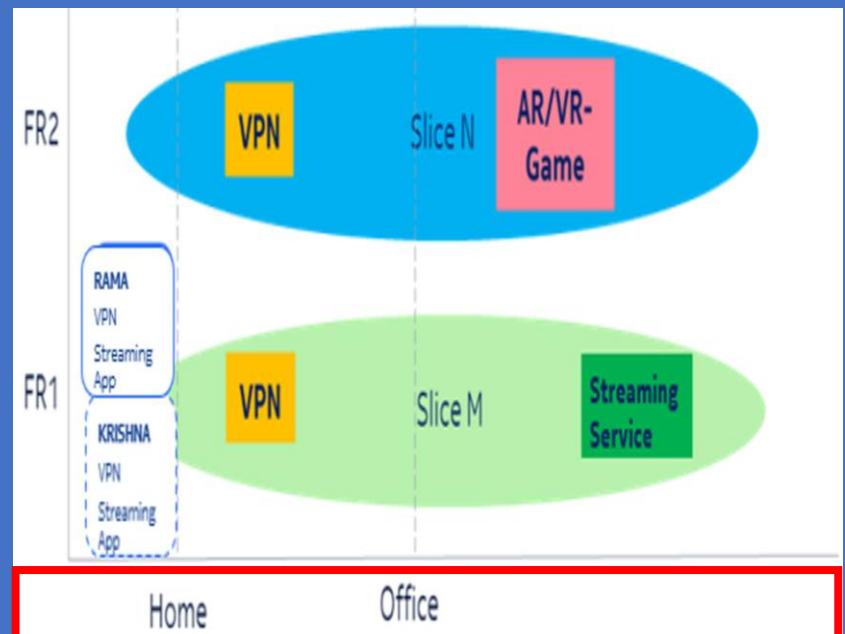 FR2
VPN
Slice N
AR/VR-
Game
RAMA
VPN
Streaming
App
FR1
VPN
Slice M
Streaming
Service
KRISHNA
VPN
Streaming
App
Home
Office